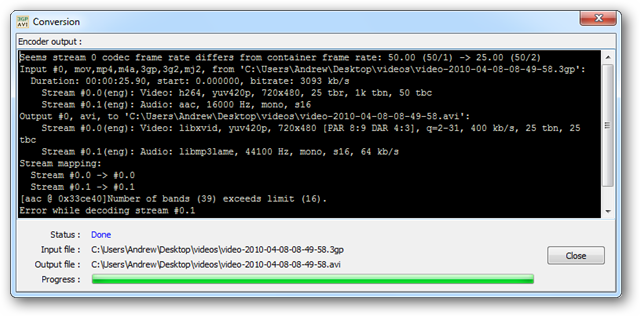 3GP
AVI
Conversion
Encoder output :
Seems stream 0 codec frame rate differs from container frame rate: 50.00 (50/1) -> 25.00 (50/2)
Input #0, mov,mp4,m4a,3gp,3g2,mj2, from 'C:\Users\Andrew\Desktop\videos\video-2010-04-08-08-49-58.3gp':
Duration: 00:00:25.90, start: 0.000000, bitrate: 3093 kb/s
Stream #0.0(eng): Video: h264, yuv420p, 720x480, 25 tbr, 1k tbn, 50 tbc
Stream #0.1(eng): Audio: aac, 16000 Hz, mono, s16
Output #0, avi, to 'C:\Users\Andrew\Desktop\videos\video-2010-04-08-08-49-58.avi':
Stream #0.0(eng): Video: libxvid, yuv420p, 720x480 [PAR 8:9 DAR 4:3], q=2-31, 400 kb/s, 25 tbn, 25
tbc
Stream #0.1(eng): Audio: libmp3lame, 44100 Hz, mono, s16, 64 kb/s
Stream mapping:
Stream #0.0 -> #0.0
Stream #0.1 -> #0.1
[aac @ 0x33ce40]Number of bands (39) exceeds limit (16).
Error while decoding stream #0.1
Status : Done
Input file : C:\Users\Andrew\Desktop\videos\video-2010-04-08-08-49-58.3gp
Output file : C:\Users\Andrew\Desktop\videos\video-2010-04-08-08-49-58.avi
Close
Progress :